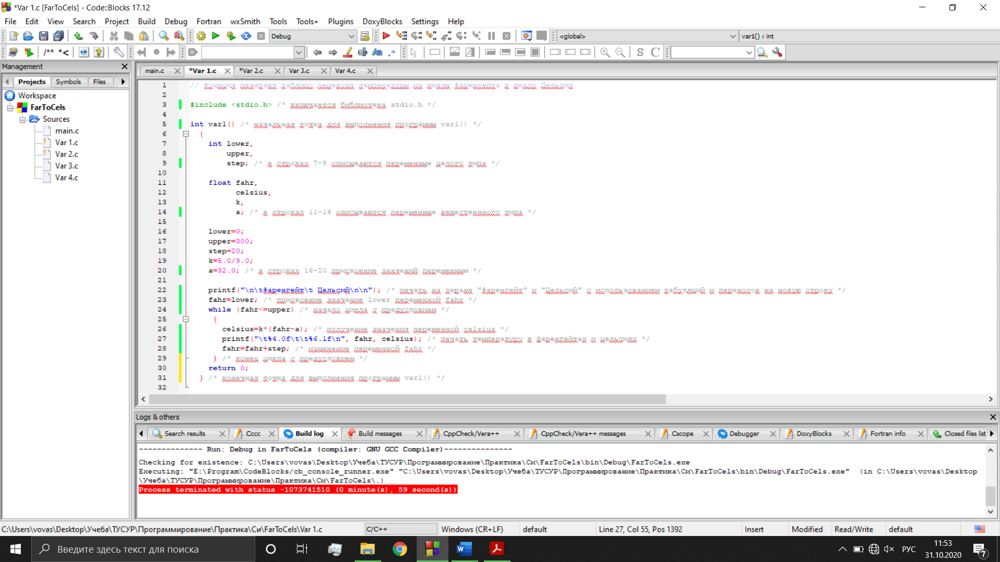 *Var 1.c [FarToCels] - Code::Blocks 17.12
File Edit View Search Project Build Debug Fortran wxSmith Tools Tools+ Plugins DoxyBlocks Settings Help
Debug
<global>
var1() : int
/** *<
Aa .*
S C
Management
Projects Symbols Files
Workspace
FarToCels
Sources
main.c
Var 1.c
Var 2.c
Var 3.c
Var 4.c
main.c *Var 1.c *Var 2.c Var 3.c Var 4.c
1 // Функция печатает таблицу перевода температуры из шкалы Фаренгейта в шкалу Цельсия
2
3 #include <stdio.h> /* включается библиотека stdio.h */
4
5 int var1() /* начальная точка для выполнения программы var1() */
6 {
7 int lower,
8 upper,
9 step; /* в строках 7-9 описываются переменные целого типа */
10
11 float fahr,
12 celsius,
13 k,
14 a; /* в строках 11-14 описываются переменные вещественного типа */
15
16 lower=0;
17 upper=300;
18 step=20;
19 k=5.0/9.0;
20 a=32.0; /* в строках 16-20 присвоение значений переменным */
21
22 printf("\n\tФаренгейт\t Цельсий\n\n"); /* печать на экране "Фаренгейт" и "Цельсий" с использованием табуляций и переносов на новую строку */
23 fahr=lower; /* присвоение значение lower переменной fahr */
24 while (fahr<=upper) /* начало цикла с предусловием */
25 {
26 celsius=k*(fahr-a); /* получение значения переменной celsius */
27 printf("\t%4.0f\t\t%6.1f\n", fahr, celsius); /* печать температуру в фаренгейтах и цельсиях */
28 fahr=fahr+step; /* изменение переменной fahr */
29 } /* конец цикла с предусловием */
30 return 0;
31 } /* конечная точка для выполнения программы var1() */
32
Logs & others
Search results Cccc Build log Build messages CppCheck/Vera++ CppCheck/Vera++ messages Cscope Debugger DoxyBlocks Fortran info Closed files list
-------------- Run: Debug in FarToCels (compiler: GNU GCC Compiler)---------------
Checking for existence: C:\Users\vovas\Desktop\Учеба\ТУСУР\Программирование\Практика\Си\FarToCels\bin\Debug\FarToCels.exe
Executing: "E:\Program\CodeBlocks/cb_console_runner.exe" "C:\Users\vovas\Desktop\Учеба\ТУСУР\Программирование\Практика\Си\FarToCels\bin\Debug\FarToCels.exe" (in C:\Users\vovas\Desktop
\Учеба\ТУСУР\Программирование\Практика\Си\FarToCels\.)
Process terminated with status -1073741510 (0 minute(s), 59 second(s))
C:\Users\vovas\Desktop\Учеба\ТУСУР\Программирование\Практика\Си\FarToCels\Var 1.c C/C++ Windows (CR+LF) default Line 27, Col 55, Pos 1392 Insert Modified Read/Write default
Введите здесь текст для поиска
РУС
11:53
31.10.2020
7